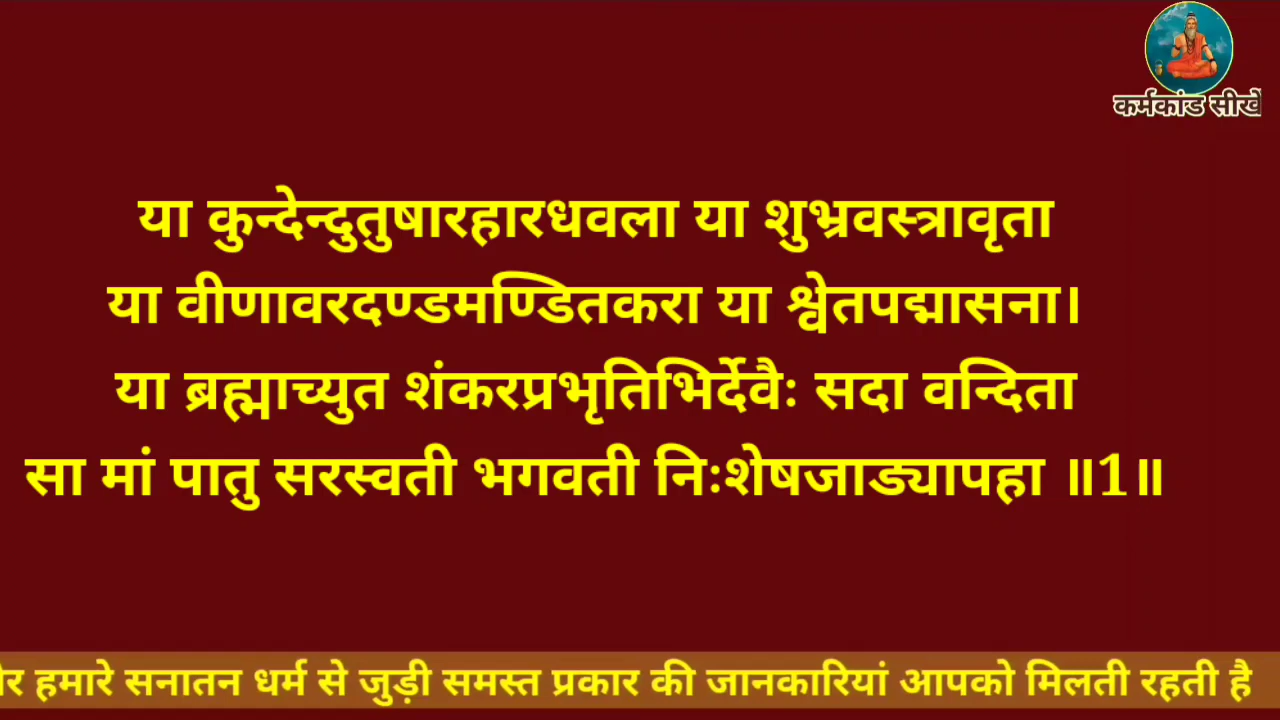 कर्मकांड सीखें
या कुन्देन्दुतुषारहारधवला या शुभ्रवस्त्रावृता
या वीणावरदण्डमण्डितकरा या श्वेतपद्मासना।
या ब्रह्माच्युत शंकरप्रभृतिभिर्देवैः सदा वन्दिता
सा मां पातु सरस्वती भगवती निःशेषजाड्यापहा ॥1॥
हमारे सनातन धर्म से जुड़ी समस्त प्रकार की जानकारियां आपको मिलती रहती है